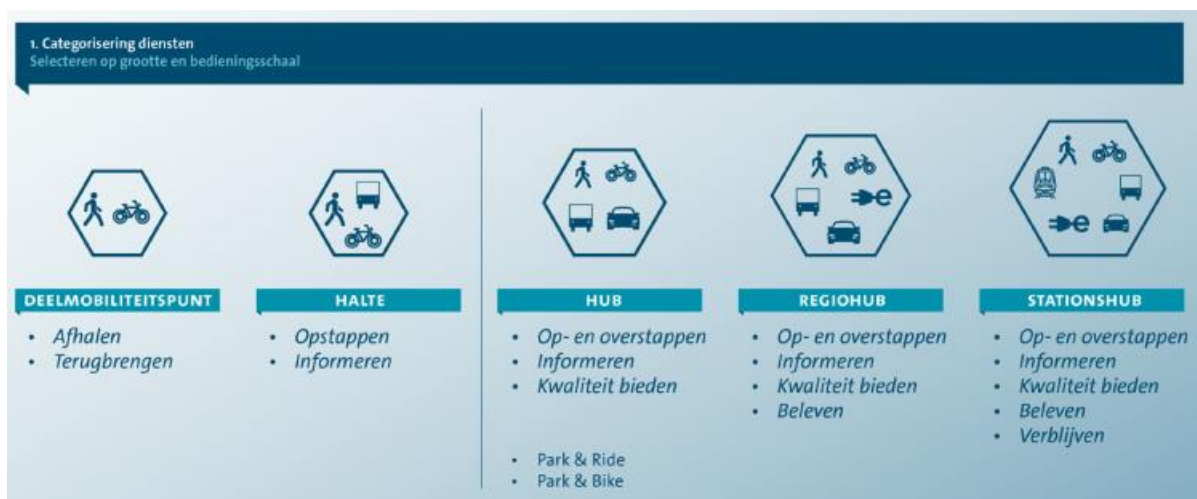 1. Categorisering diensten
Selecteren op grootte en bedieningsschaal
DEELMOBILITEITSPUNT
• Afhalen
• Terugbrengen
HALTE
• Opstappen
• Informeren
HUB
• Op- en overstappen
• Informeren
• Kwaliteit bieden
• Park & Ride
• Park & Bike
REGIOHUB
• Op- en overstappen
• Informeren
• Kwaliteit bieden
• Beleven
STATIONSHUB
• Op- en overstappen
• Informeren
• Kwaliteit bieden
• Beleven
• Verblijven